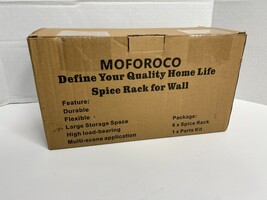 MOFOROCO
Define Your Quality Home Life
Spice Rack for Wall
Feature:
Durable
Flexible
Large Storage Space
High load-bearing
Multi-scene application
Package:
x Spice Rack
1 x Parts Kit